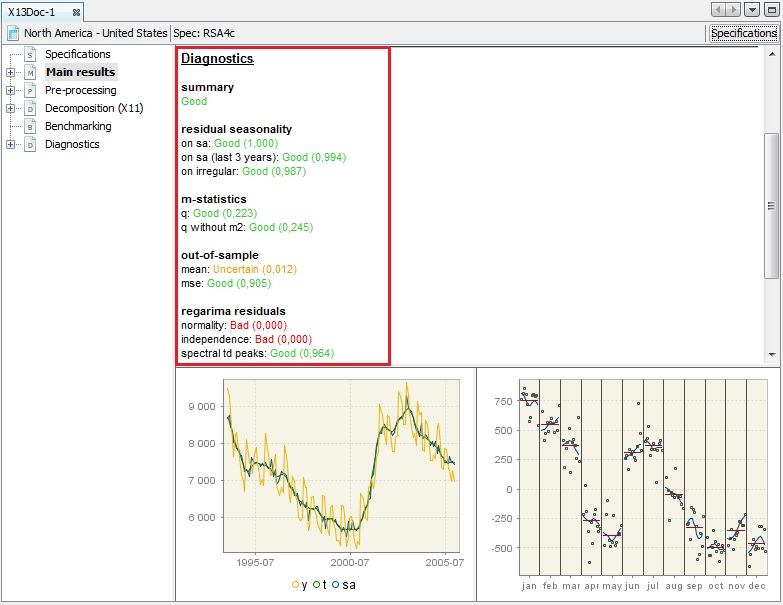 X13Doc-1
North America - United States
Spec: RSA4c
Specifications
S Specifications
M Main results
P Pre-processing
D Decomposition (X11)
B Benchmarking
D Diagnostics
Diagnostics
summary
Good
residual seasonality
on sa: Good (1,000)
on sa (last 3 years): Good (0,994)
on irregular: Good (0,987)
m-statistics
q: Good (0,223)
q without m2: Good (0,245)
out-of-sample
mean: Uncertain (0,012)
mse: Good (0,905)
regarima residuals
normality: Bad (0,000)
independence: Bad (0,000)
spectral td peaks: Good (0,964)
9 000
8 000
7 000
6 000
1995-07 2000-07 2005-07
y t sa
750
500
250
0
-250
-500
jan feb mar apr may jun jul aug sep oct nov dec